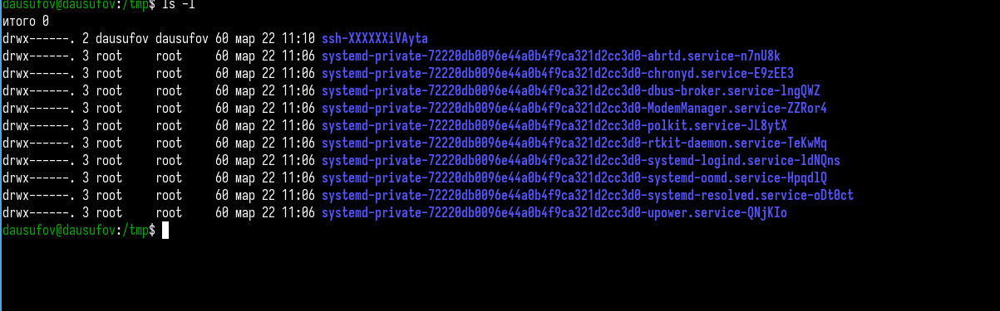 dausufov@dausufov:/tmp$ ls -l
итого 0
drwx------. 2 dausufov dausufov 60 мар 22 11:10 ssh-XXXXXXiVAyta
drwx------. 3 root root 60 мар 22 11:06 systemd-private-72220db0096e44a0b4f9ca321d2cc3d0-abrtd.service-n7nU8k
drwx------. 3 root root 60 мар 22 11:06 systemd-private-72220db0096e44a0b4f9ca321d2cc3d0-chronyd.service-E9zEE3
drwx------. 3 root root 60 мар 22 11:06 systemd-private-72220db0096e44a0b4f9ca321d2cc3d0-dbus-broker.service-lngQWZ
drwx------. 3 root root 60 мар 22 11:06 systemd-private-72220db0096e44a0b4f9ca321d2cc3d0-ModemManager.service-ZZRor4
drwx------. 3 root root 60 мар 22 11:06 systemd-private-72220db0096e44a0b4f9ca321d2cc3d0-polkit.service-JL8ytX
drwx------. 3 root root 60 мар 22 11:06 systemd-private-72220db0096e44a0b4f9ca321d2cc3d0-rtkit-daemon.service-TeKwMq
drwx------. 3 root root 60 мар 22 11:06 systemd-private-72220db0096e44a0b4f9ca321d2cc3d0-systemd-logind.service-ldNQns
drwx------. 3 root root 60 мар 22 11:06 systemd-private-72220db0096e44a0b4f9ca321d2cc3d0-systemd-oomd.service-HpqdlQ
drwx------. 3 root root 60 мар 22 11:06 systemd-private-72220db0096e44a0b4f9ca321d2cc3d0-systemd-resolved.service-oDt0ct
drwx------. 3 root root 60 мар 22 11:06 systemd-private-72220db0096e44a0b4f9ca321d2cc3d0-upower.service-QNjKIo
dausufov@dausufov:/tmp$